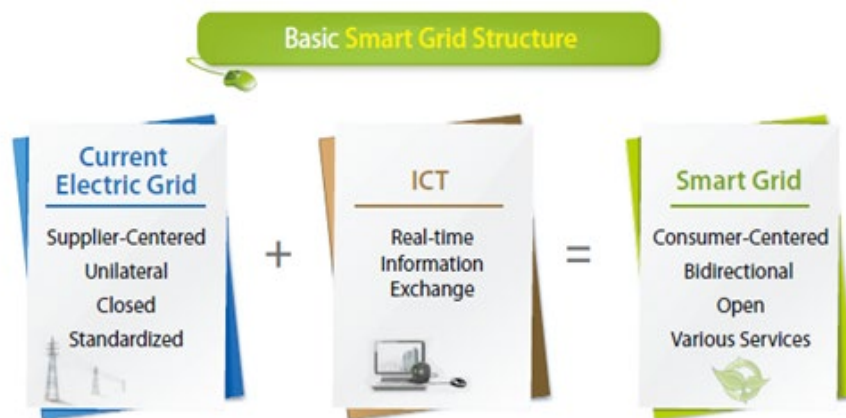 Basic Smart Grid Structure
Current
Electric Grid
Supplier-Centered
Unilateral
Closed
Standardized
+
ICT
Real-time
Information
Exchange
=
Smart Grid
Consumer-Centered
Bidirectional
Open
Various Services